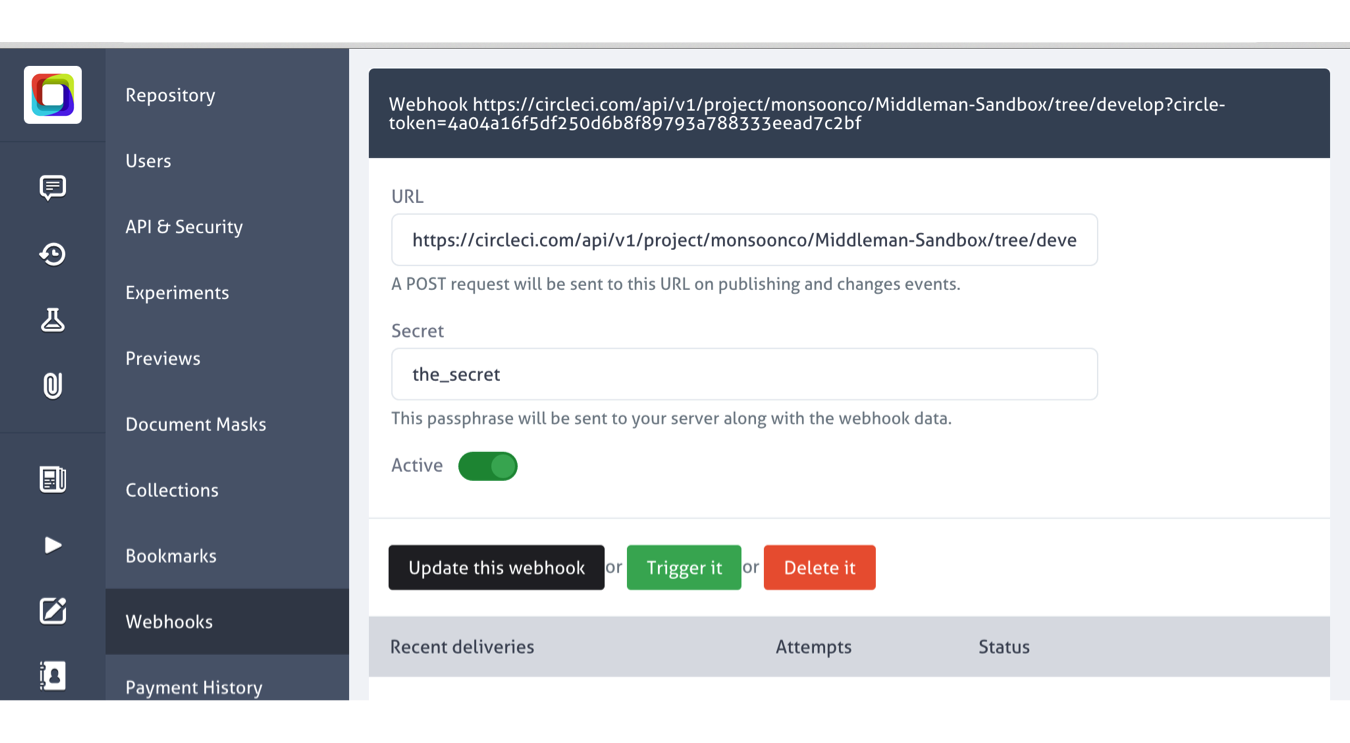 Repository
Users
API & Security
Experiments
Previews
Document Masks
Collections
Bookmarks
Webhooks
Payment History
Webhook https://circleci.com/api/v1/project/monsoonco/Middleman-Sandbox/tree/develop?circle-
token=4a04a16f5df250d6b8f89793a788333eead7c2bf
URL
https://circleci.com/api/v1/project/monsoonco/Middleman-Sandbox/tree/deve
A POST request will be sent to this URL on publishing and changes events.
Secret
the_secret
This passphrase will be sent to your server along with the webhook data.
Active
Update this webhook or Trigger it or Delete it
Recent deliveries Attempts Status